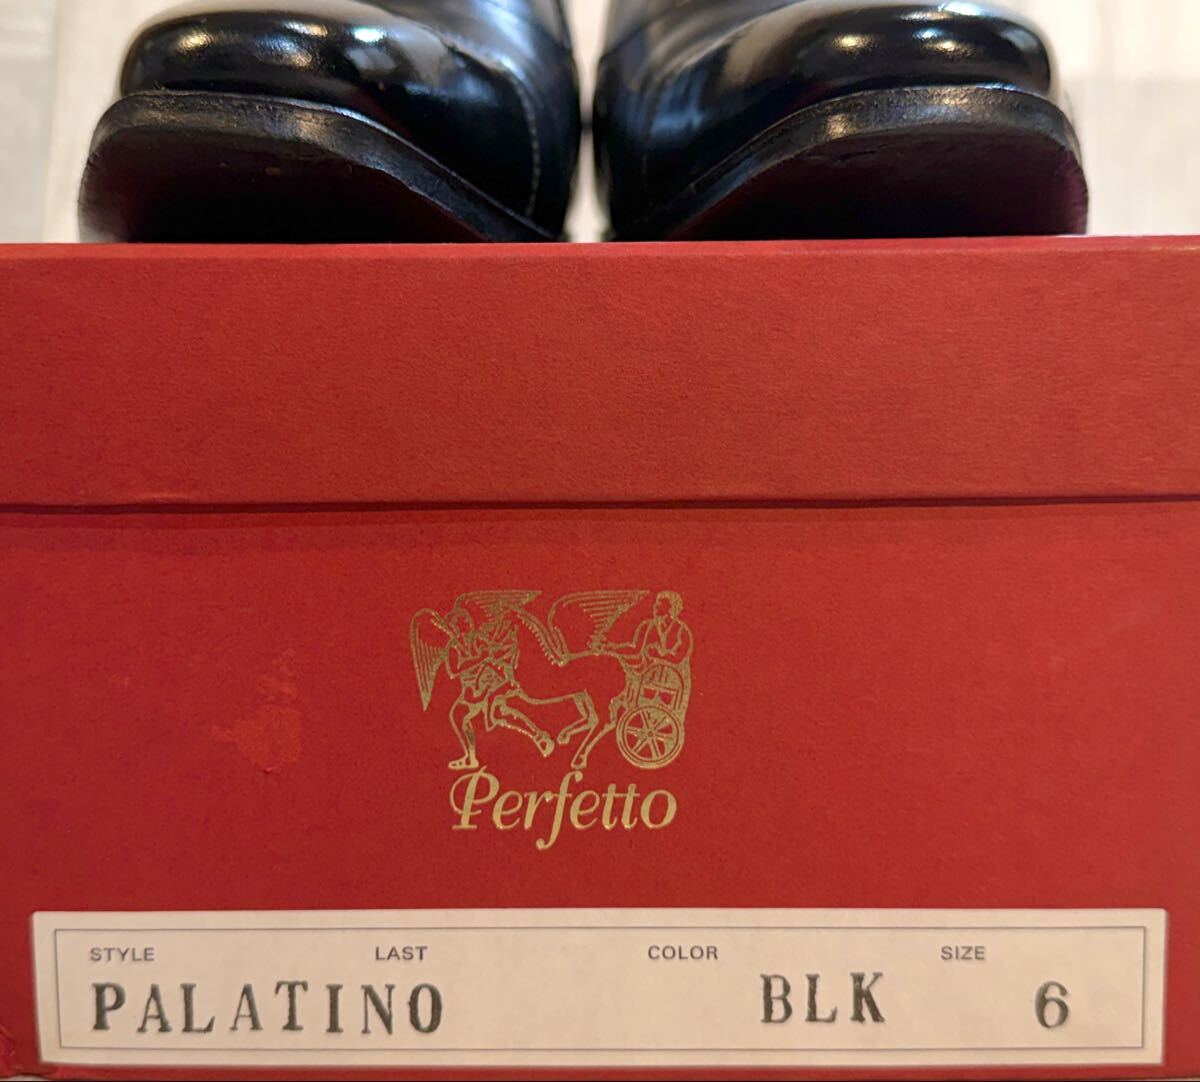 Perfetto
STYLE LAST COLOR SIZE
PALATINO BLK 6